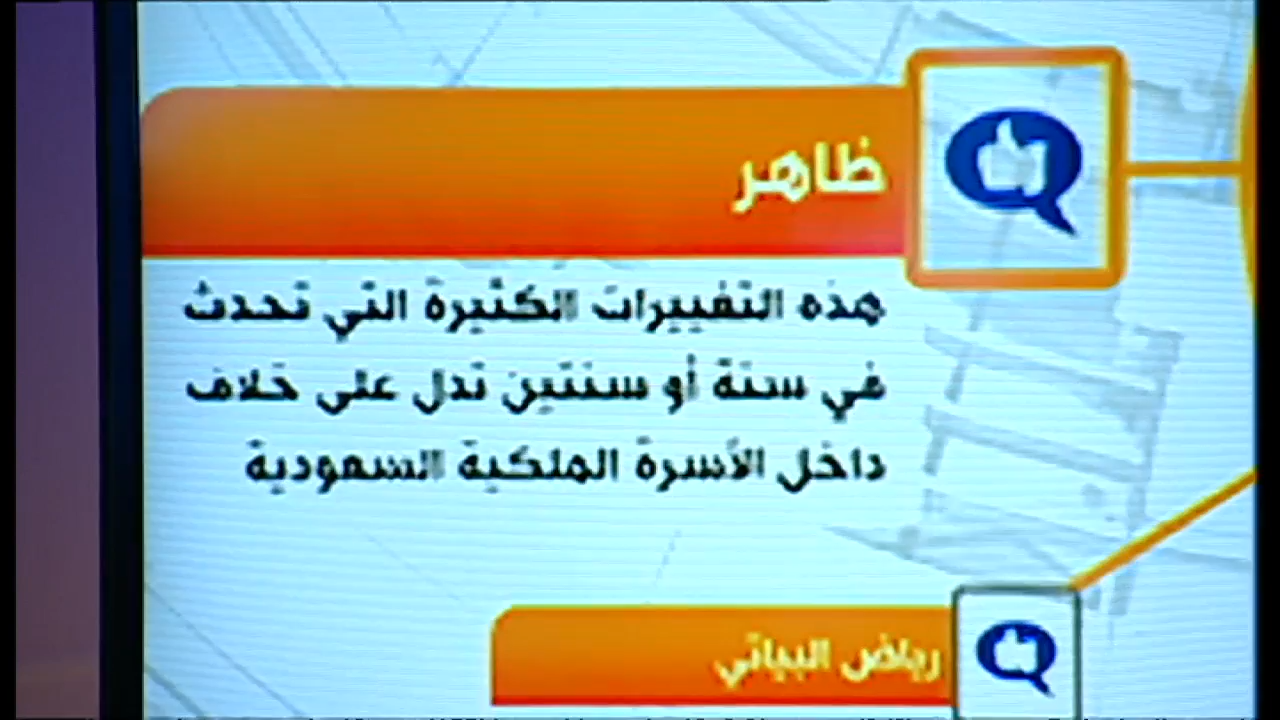 ظاهر
هذه التغييرات الكثيرة التي تحدث
في سنة أو سنتين تدل على خلاف
داخل الأسرة الملكية السعودية
رياض البياتي